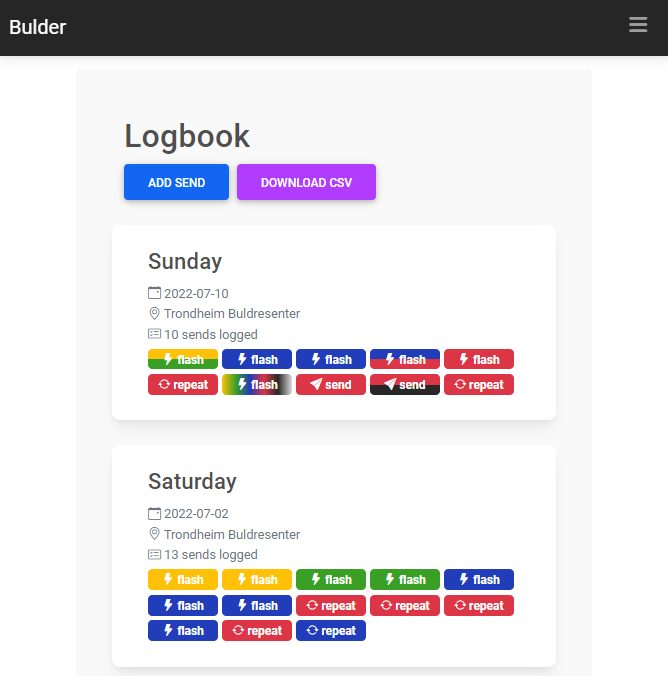 Bulder
Logbook
ADD SEND DOWNLOAD CSV
Sunday
2022-07-10
Trondheim Buldresenter
10 sends logged
flash flash flash flash flash
repeat flash send send repeat
Saturday
2022-07-02
Trondheim Buldresenter
13 sends logged
flash flash flash flash flash
flash flash repeat repeat repeat
flash repeat repeat